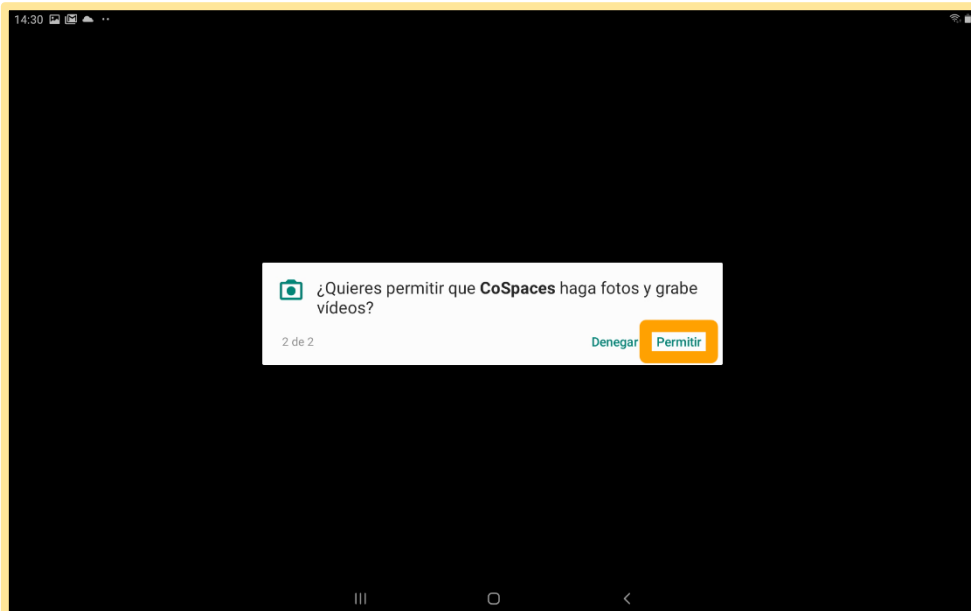 14:30
¿Quieres permitir que CoSpaces haga fotos y grabe
vídeos?
2 de 2
Denegar
Permitir